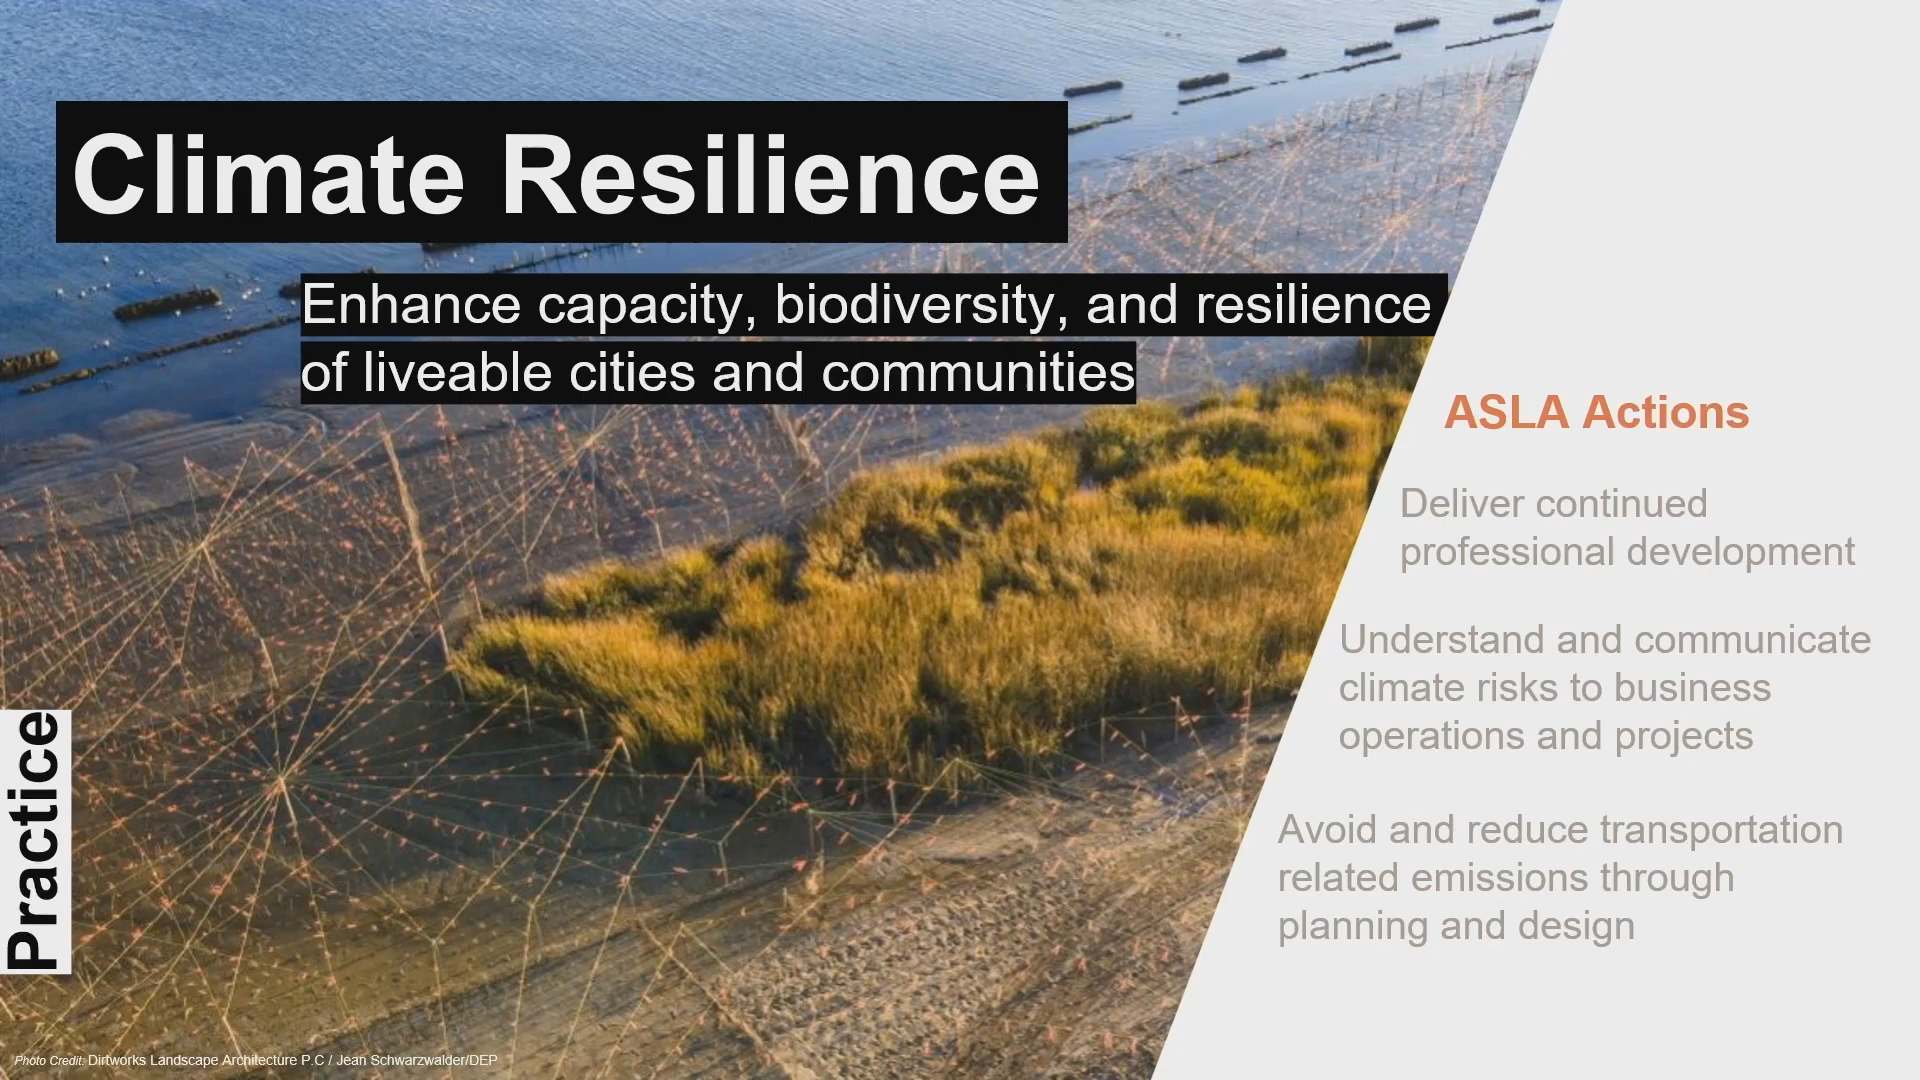 Climate Resilience
Enhance capacity, biodiversity, and resilience
of liveable cities and communities
ASLA Actions
Deliver continued
professional development
Understand and communicate
climate risks to business
operations and projects
Avoid and reduce transportation
related emissions through
planning and design
Practice
Photo Credit: Dirtworks Landscape Architecture P.C / Jean Schwarzwalder/DEP